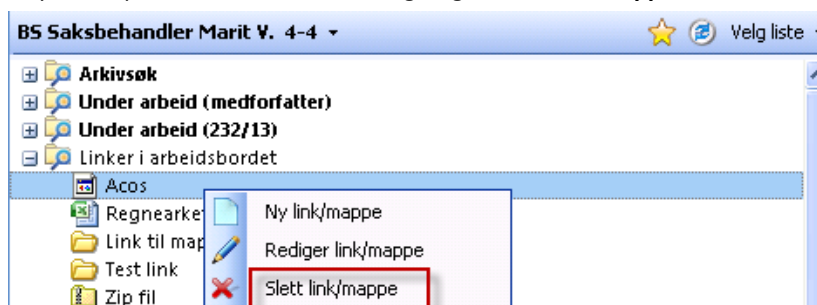 BS Saksbehandler Marit V. 4-4
Velg liste
Arkivsøk
Under arbeid (medforfatter)
Under arbeid (232/13)
Linker i arbeidsbordet
Acos
Ny link/mappe
Rediger link/mappe
Slett link/mappe
Regnearke
Link til map
Test link
Zip fil